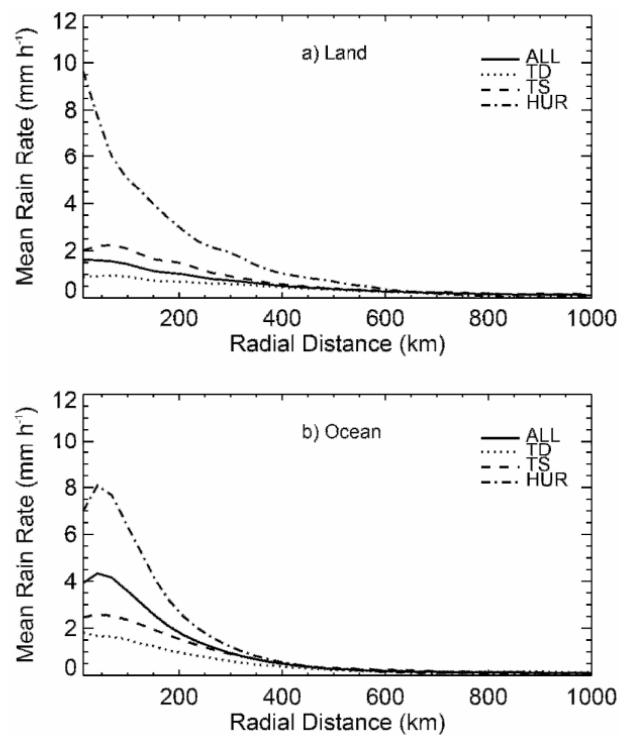 12
10
8
6
4
2
0
Mean Rain Rate (mm h-1)
a) Land
ALL
TD
TS
HUR
200 400 600 800 1000
Radial Distance (km)
12
10
8
6
4
2
0
Mean Rain Rate (mm h-1)
b) Ocean
ALL
TD
TS
HUR
200 400 600 800 1000
Radial Distance (km)